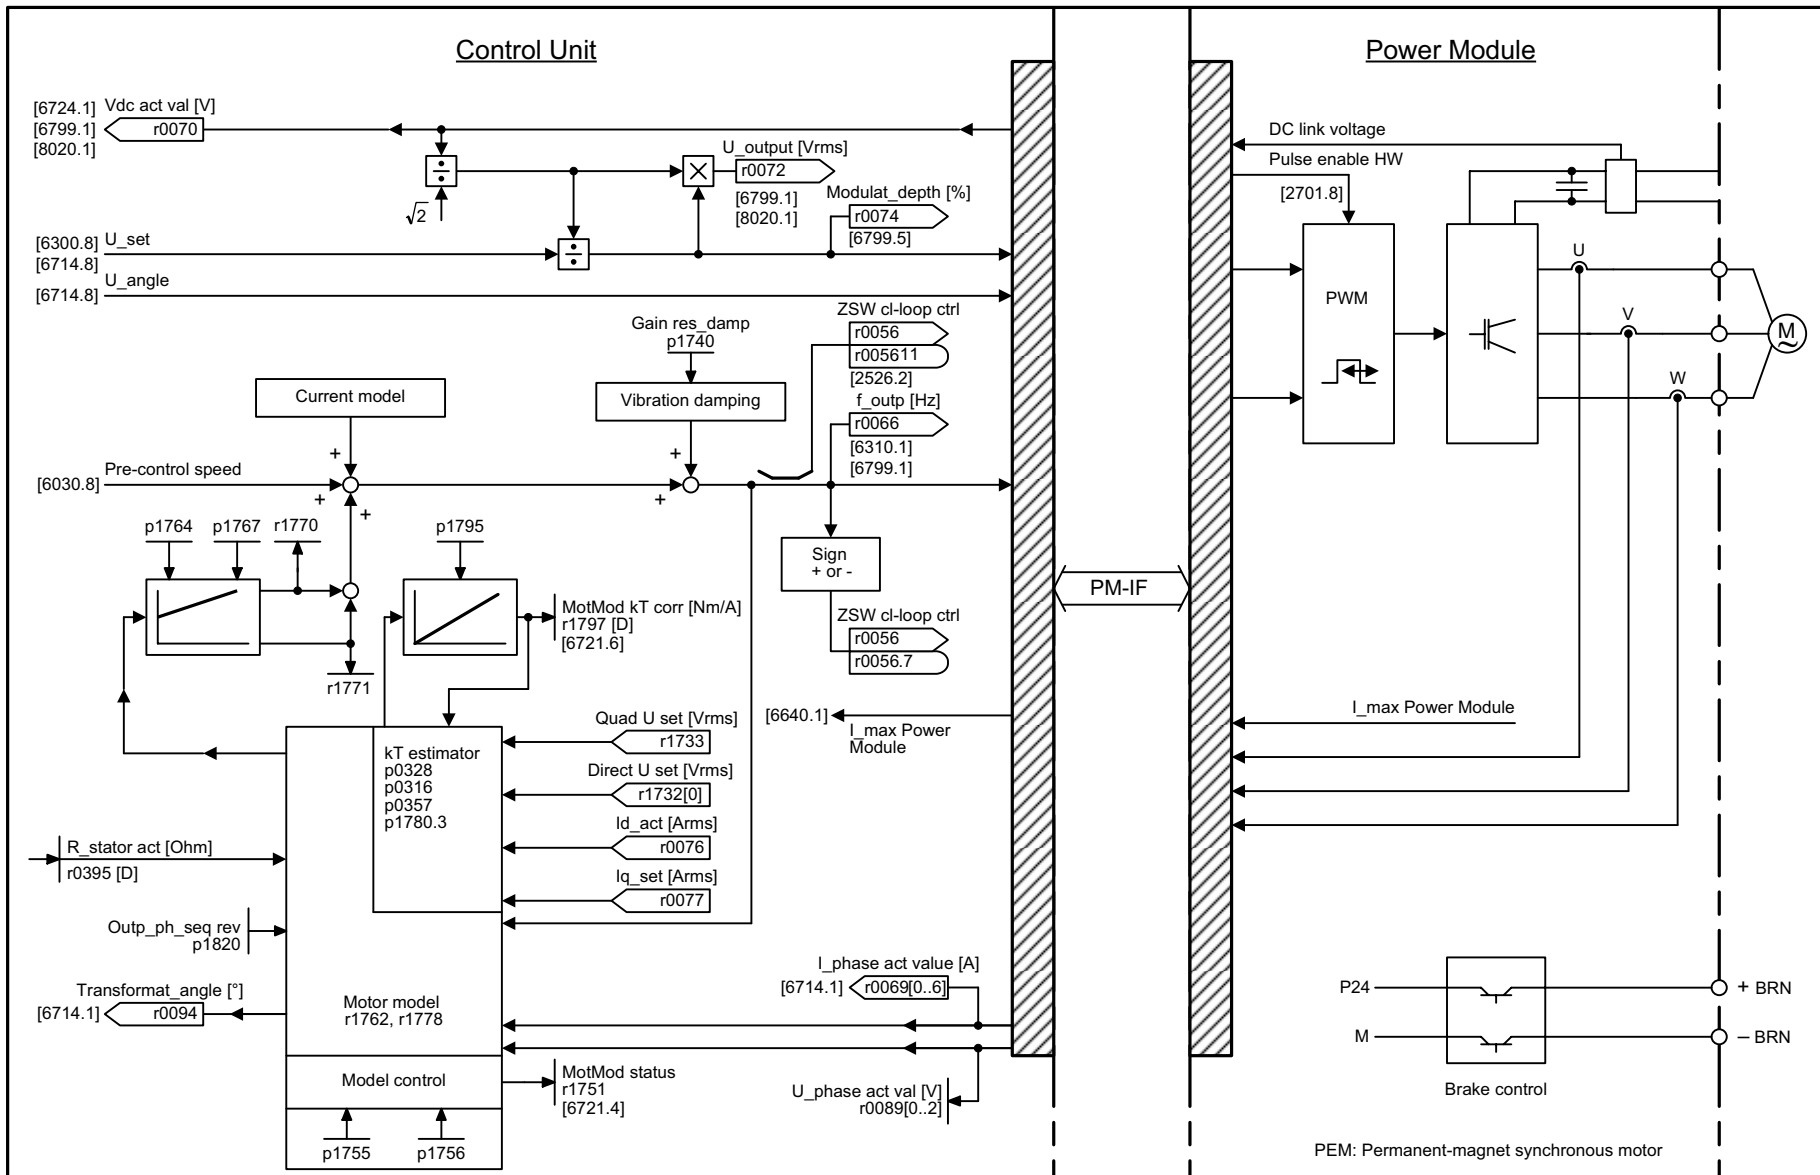 Control Unit
Power Module
[6724.1]
[6799.1]
[8020.1]
Vdc act val [V]
r0070
÷
√2
×
U_output [Vrms]
r0072
[6799.1]
[8020.1]
Modulat_depth [%]
r0074
[6799.5]
[6300.8]
[6714.8]
U_set
÷
[6714.8]
U_angle
DC link voltage
Pulse enable HW
[2701.8]
PWM
U
V
W
M
~
Gain res_damp
p1740
Vibration damping
Current model
ZSW cl-loop ctrl
r0056
r005611
[2526.2]
f_outp [Hz]
r0066
[6310.1]
[6799.1]
[6030.8]
Pre-control speed
+
+
+
+
+
p1764
p1767
r1770
r1771
p1795
MotMod kT corr [Nm/A]
r1797 [D]
[6721.6]
Sign
+ or -
ZSW cl-loop ctrl
r0056
r0056.7
PM-IF
[6640.1]
I_max Power
Module
I_max Power Module
kT estimator
p0328
p0316
p0357
p1780.3
Quad U set [Vrms]
r1733
Direct U set [Vrms]
r1732[0]
Id_act [Arms]
r0076
Iq_set [Arms]
r0077
R_stator act [Ohm]
r0395 [D]
Outp_ph_seq rev
p1820
Transformat_angle [°]
[6714.1]
r0094
Motor model
r1762, r1778
I_phase act value [A]
[6714.1]
r0069[0..6]
Model control
MotMod status
r1751
[6721.4]
U_phase act val [V]
r0089[0..2]
p1755
p1756
P24
M
+ BRN
– BRN
Brake control
PEM: Permanent-magnet synchronous motor